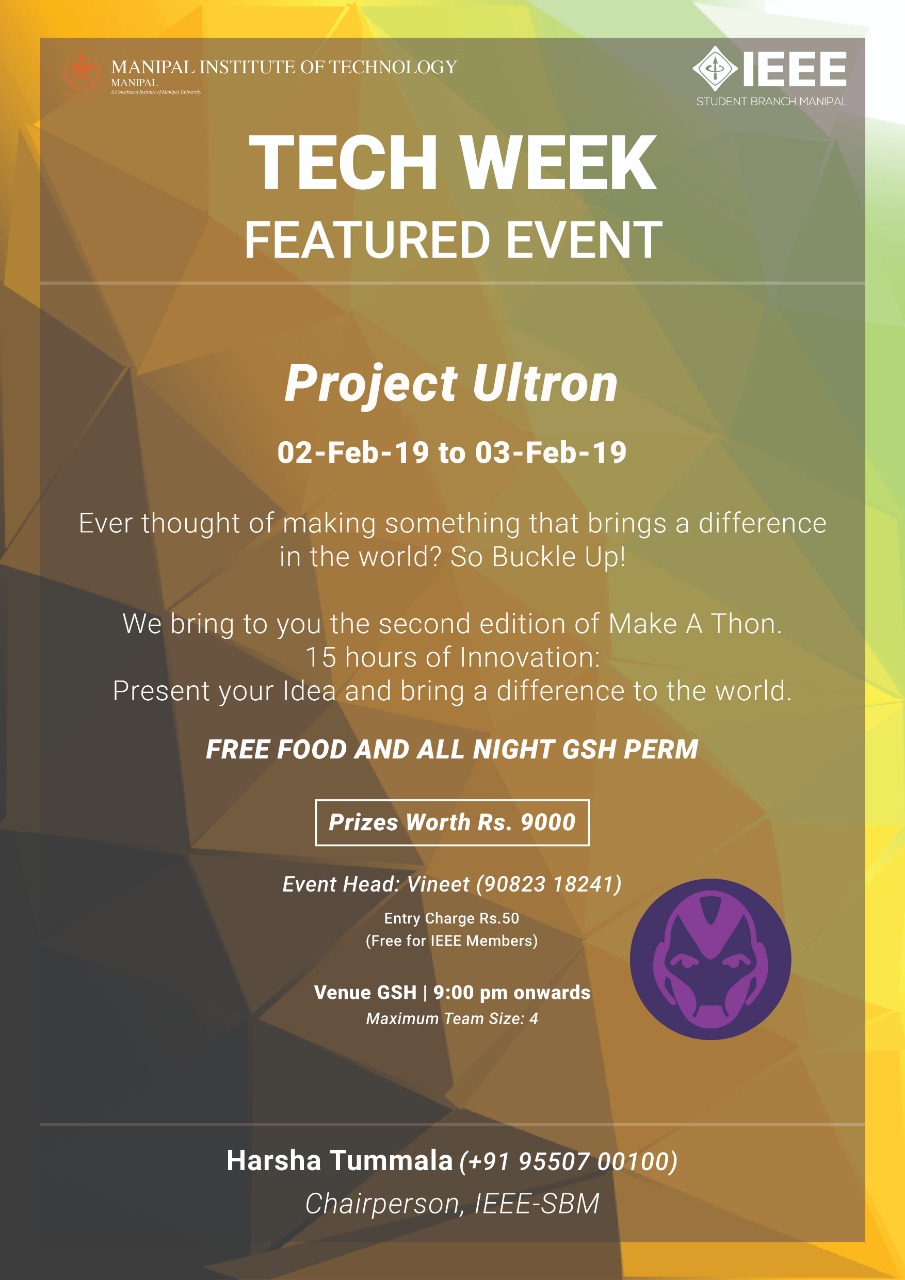 MANIPAL INSTITUTE OF TECHNOLOGY
MANIPAL
A Constituent Institute of Manipal University
IEEE
STUDENT BRANCH MANIPAL
TECH WEEK
FEATURED EVENT
Project Ultron
02-Feb-19 to 03-Feb-19
Ever thought of making something that brings a difference
in the world? So Buckle Up!
We bring to you the second edition of Make A Thon.
15 hours of Innovation:
Present your Idea and bring a difference to the world.
FREE FOOD AND ALL NIGHT GSH PERM
Prizes Worth Rs. 9000
Event Head: Vineet (90823 18241)
Entry Charge Rs.50
(Free for IEEE Members)
Venue GSH | 9:00 pm onwards
Maximum Team Size: 4
Harsha Tummala (+91 95507 00100)
Chairperson, IEEE-SBM